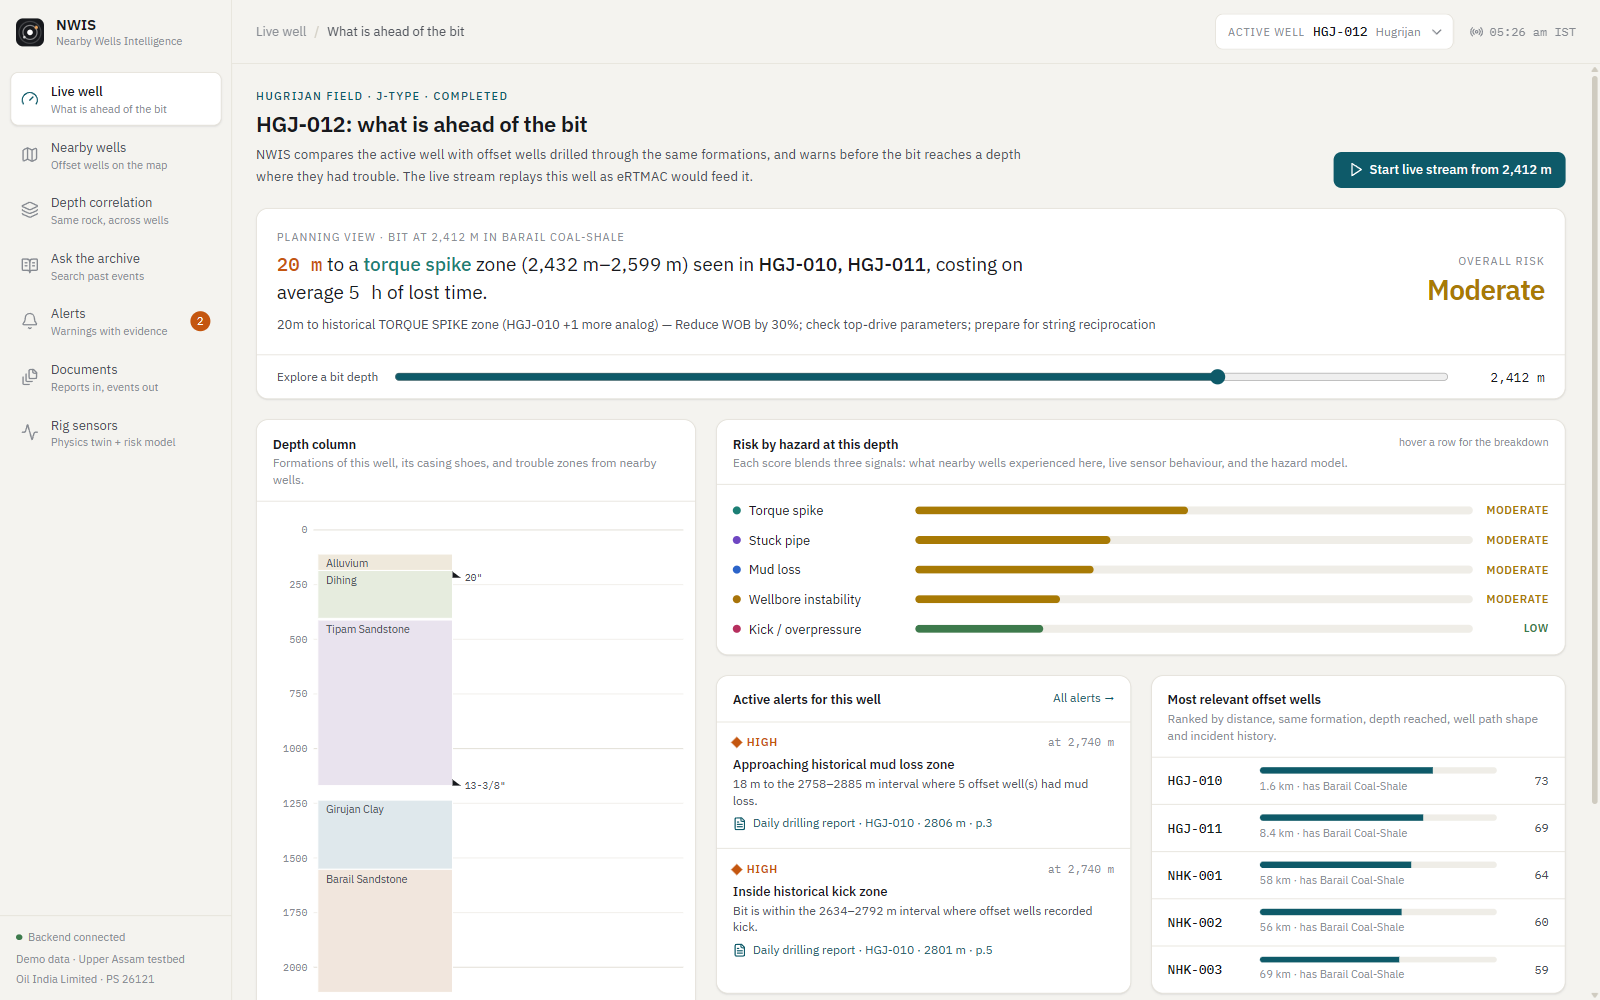 NWIS
Nearby Wells Intelligence
Live well
What is ahead of the bit
Nearby wells
Offset wells on the map
Depth correlation
Same rock, across wells
Ask the archive
Search past events
Alerts
Warnings with evidence
2
Documents
Reports in, events out
Rig sensors
Physics twin + risk model
Backend connected
Demo data · Upper Assam testbed
Oil India Limited · PS 26121
Live well / What is ahead of the bit
ACTIVE WELL HGJ-012 Hugrijan
05:26 am IST
HUGRIJAN FIELD · J-TYPE · COMPLETED
HGJ-012: what is ahead of the bit
NWIS compares the active well with offset wells drilled through the same formations, and warns before the bit reaches a depth
where they had trouble. The live stream replays this well as eRTMAC would feed it.
Start live stream from 2,412 m
PLANNING VIEW · BIT AT 2,412 M IN BARAIL COAL-SHALE
20 m to a torque spike zone (2,432 m–2,599 m) seen in HGJ-010, HGJ-011, costing on
average 5 h of lost time.
20m to historical TORQUE SPIKE zone (HGJ-010 +1 more analog) — Reduce WOB by 30%; check top-drive parameters; prepare for string reciprocation
OVERALL RISK
Moderate
Explore a bit depth
2,412 m
Depth column
Formations of this well, its casing shoes, and trouble zones from nearby
wells.
0
Alluvium
20"
250
Dihing
500
Tipam Sandstone
750
1000
13-3/8"
1250
Girujan Clay
1500
Barail Sandstone
1750
2000
Risk by hazard at this depth
hover a row for the breakdown
Each score blends three signals: what nearby wells experienced here, live sensor behaviour, and the hazard model.
Torque spike MODERATE
Stuck pipe MODERATE
Mud loss MODERATE
Wellbore instability MODERATE
Kick / overpressure LOW
Active alerts for this well
All alerts →
HIGH at 2,740 m
Approaching historical mud loss zone
18 m to the 2758–2885 m interval where 5 offset well(s) had mud
loss.
Daily drilling report · HGJ-010 · 2806 m · p.3
HIGH at 2,740 m
Inside historical kick zone
Bit is within the 2634–2792 m interval where offset wells recorded
kick.
Daily drilling report · HGJ-010 · 2801 m · p.5
Most relevant offset wells
Ranked by distance, same formation, depth reached, well path shape
and incident history.
HGJ-010 73
1.6 km · has Barail Coal-Shale
HGJ-011 69
8.4 km · has Barail Coal-Shale
NHK-001 64
58 km · has Barail Coal-Shale
NHK-002 60
56 km · has Barail Coal-Shale
NHK-003 59
69 km · has Barail Coal-Shale